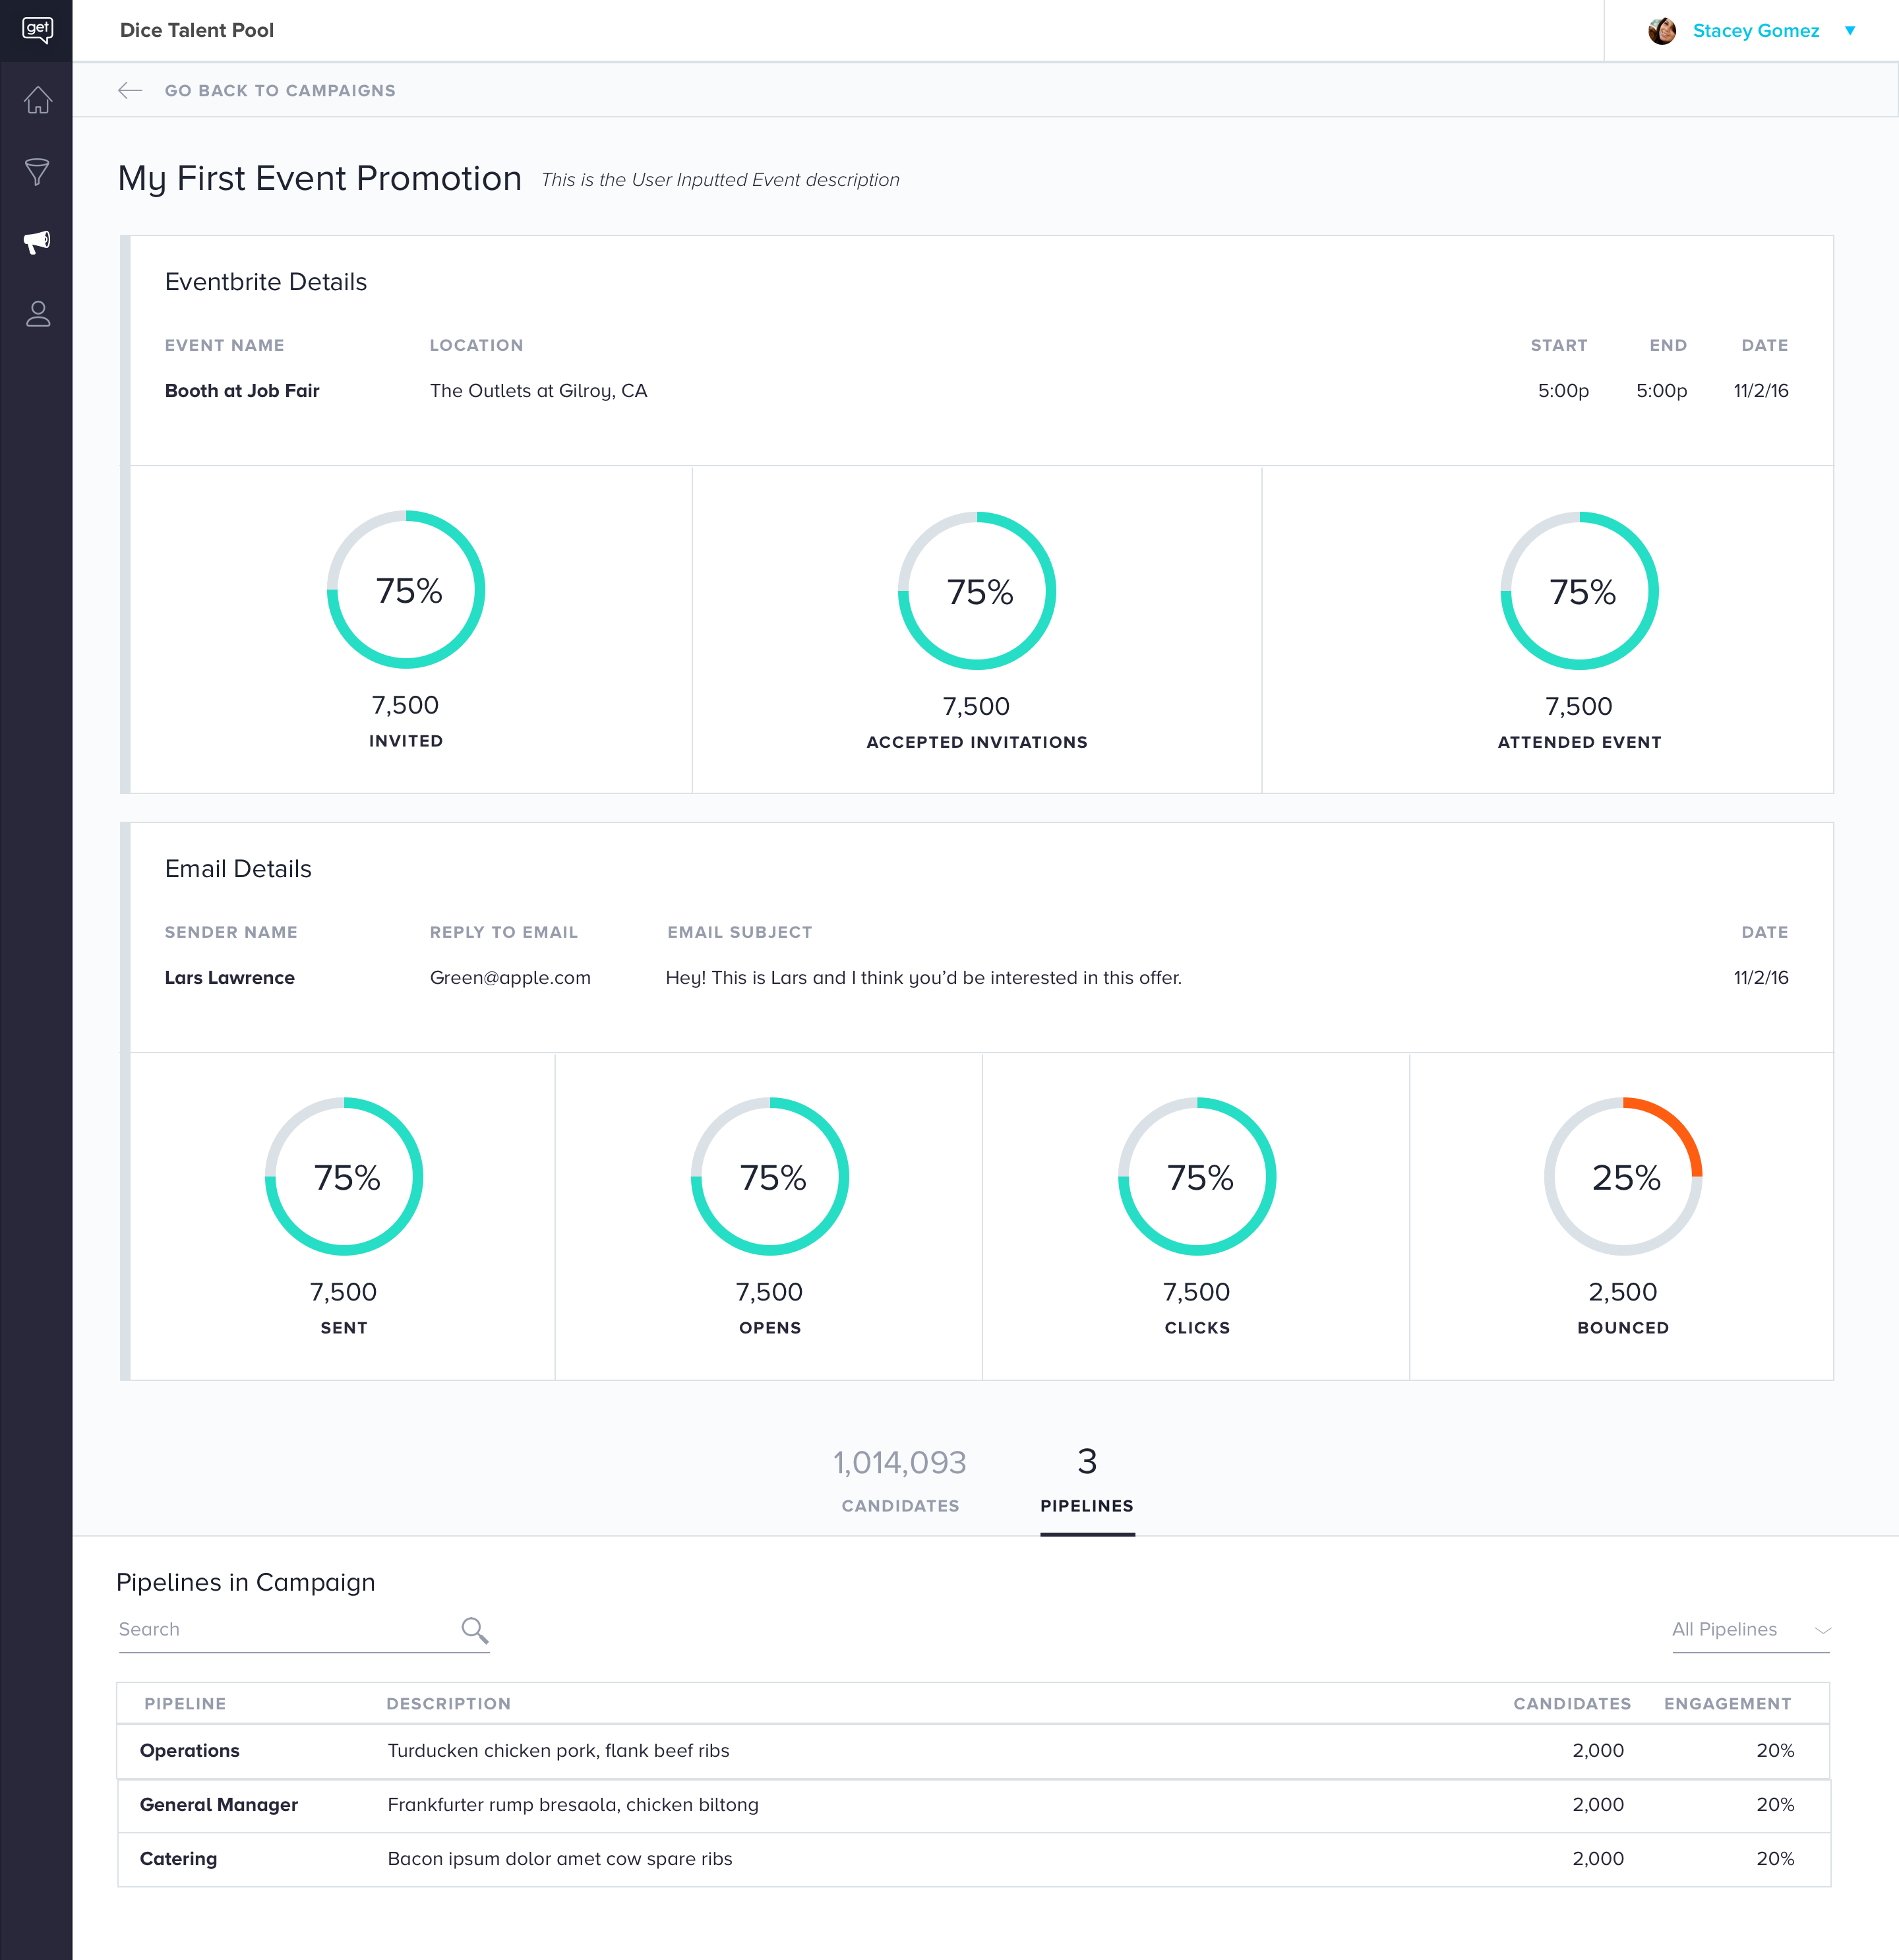 get
Dice Talent Pool
Stacey Gomez
GO BACK TO CAMPAIGNS
My First Event Promotion This is the User Inputted Event description
Eventbrite Details
EVENT NAME LOCATION START END DATE
Booth at Job Fair The Outlets at Gilroy, CA 5:00p 5:00p 11/2/16
75% 75% 75%
7,500 7,500 7,500
INVITED ACCEPTED INVITATIONS ATTENDED EVENT
Email Details
SENDER NAME REPLY TO EMAIL EMAIL SUBJECT DATE
Lars Lawrence Green@apple.com Hey! This is Lars and I think you’d be interested in this offer. 11/2/16
75% 75% 75% 25%
7,500 7,500 7,500 2,500
SENT OPENS CLICKS BOUNCED
1,014,093 3
CANDIDATES PIPELINES
Pipelines in Campaign
Search All Pipelines
PIPELINE DESCRIPTION CANDIDATES ENGAGEMENT
Operations Turducken chicken pork, flank beef ribs 2,000 20%
General Manager Frankfurter rump bresaola, chicken biltong 2,000 20%
Catering Bacon ipsum dolor amet cow spare ribs 2,000 20%